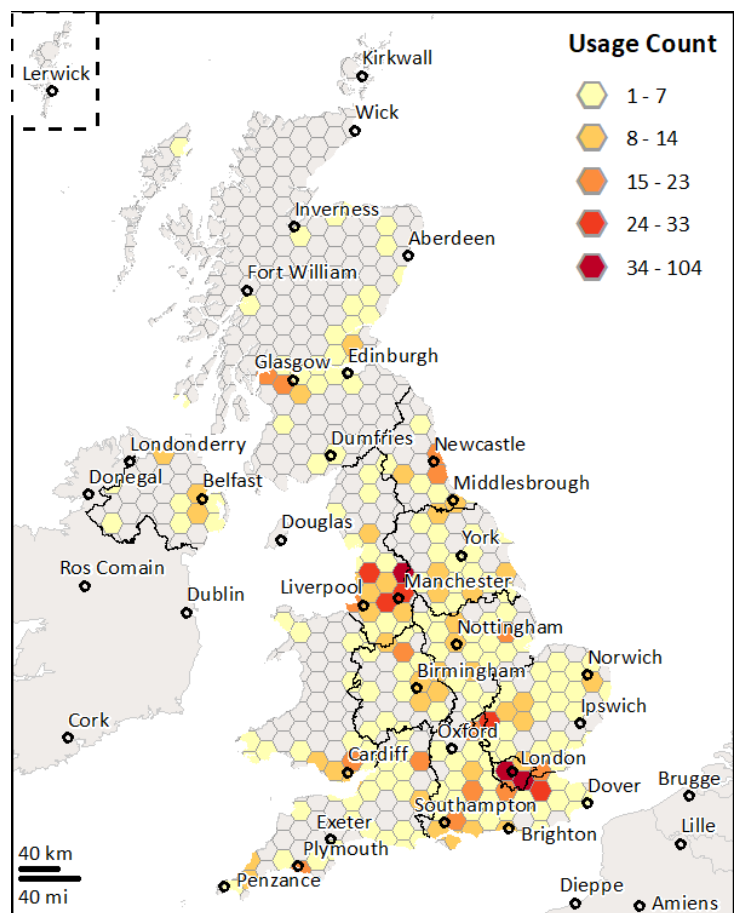 Usage Count
1 - 7
8 - 14
15 - 23
24 - 33
34 - 104
Lerwick
Kirkwall
Wick
Inverness
Aberdeen
Fort William
Glasgow
Edinburgh
Dumfries
Londonderry
Newcastle
Donegal
Belfast
Middlesbrough
Douglas
York
Ros Comain
Liverpool
Manchester
Dublin
Nottingham
Norwich
Birmingham
Ipswich
Cork
Oxford
Cardiff
London
Dover
Brugge
Southampton
Exeter
Brighton
Lille
Plymouth
40 km
40 mi
Penzance
Dieppe
Amiens